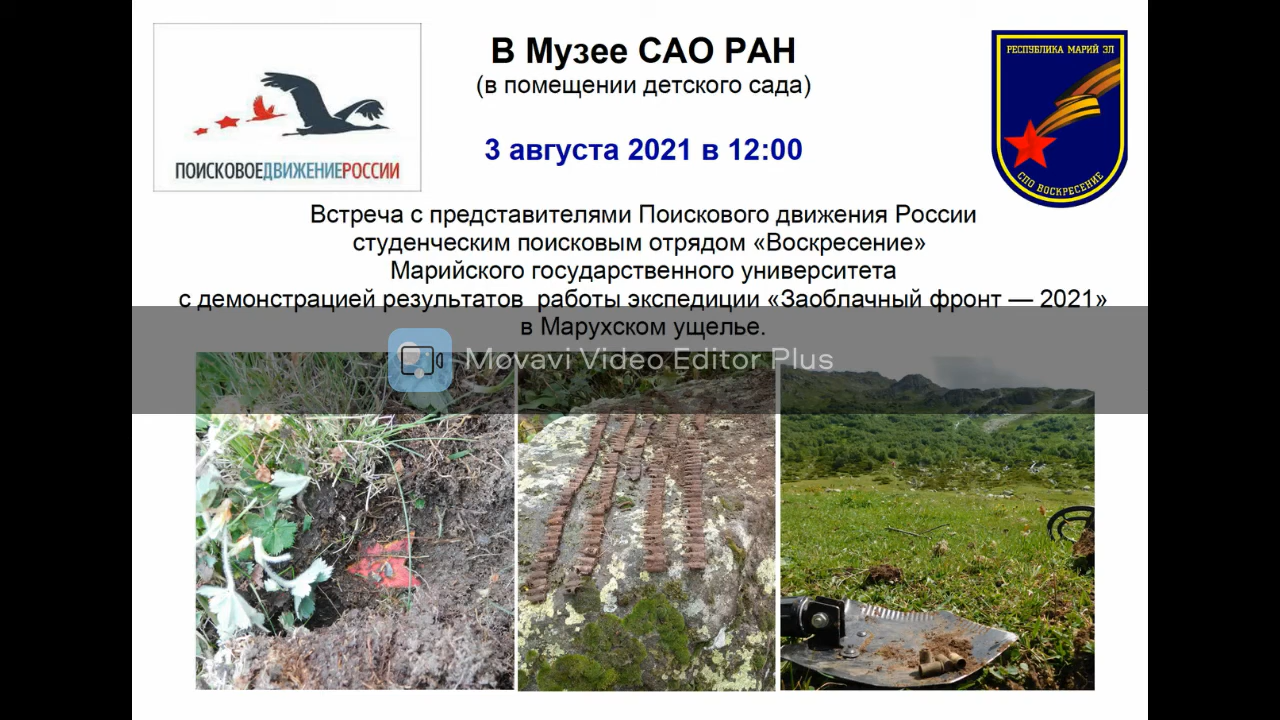 В Музее САО РАН
(в помещении детского сада)
3 августа 2021 в 12:00
ПОИСКОВОЕДВИЖЕНИЕРОССИИ
РЕСПУБЛИКА МАРИЙ ЭЛ
СПО ВОСКРЕСЕНИЕ
Встреча с представителями Поискового движения России
студенческим поисковым отрядом «Воскресение»
Марийского государственного университета
с демонстрацией результатов работы экспедиции «Заоблачный фронт — 2021»
в Марухском ущелье.
Movavi Video Editor Plus